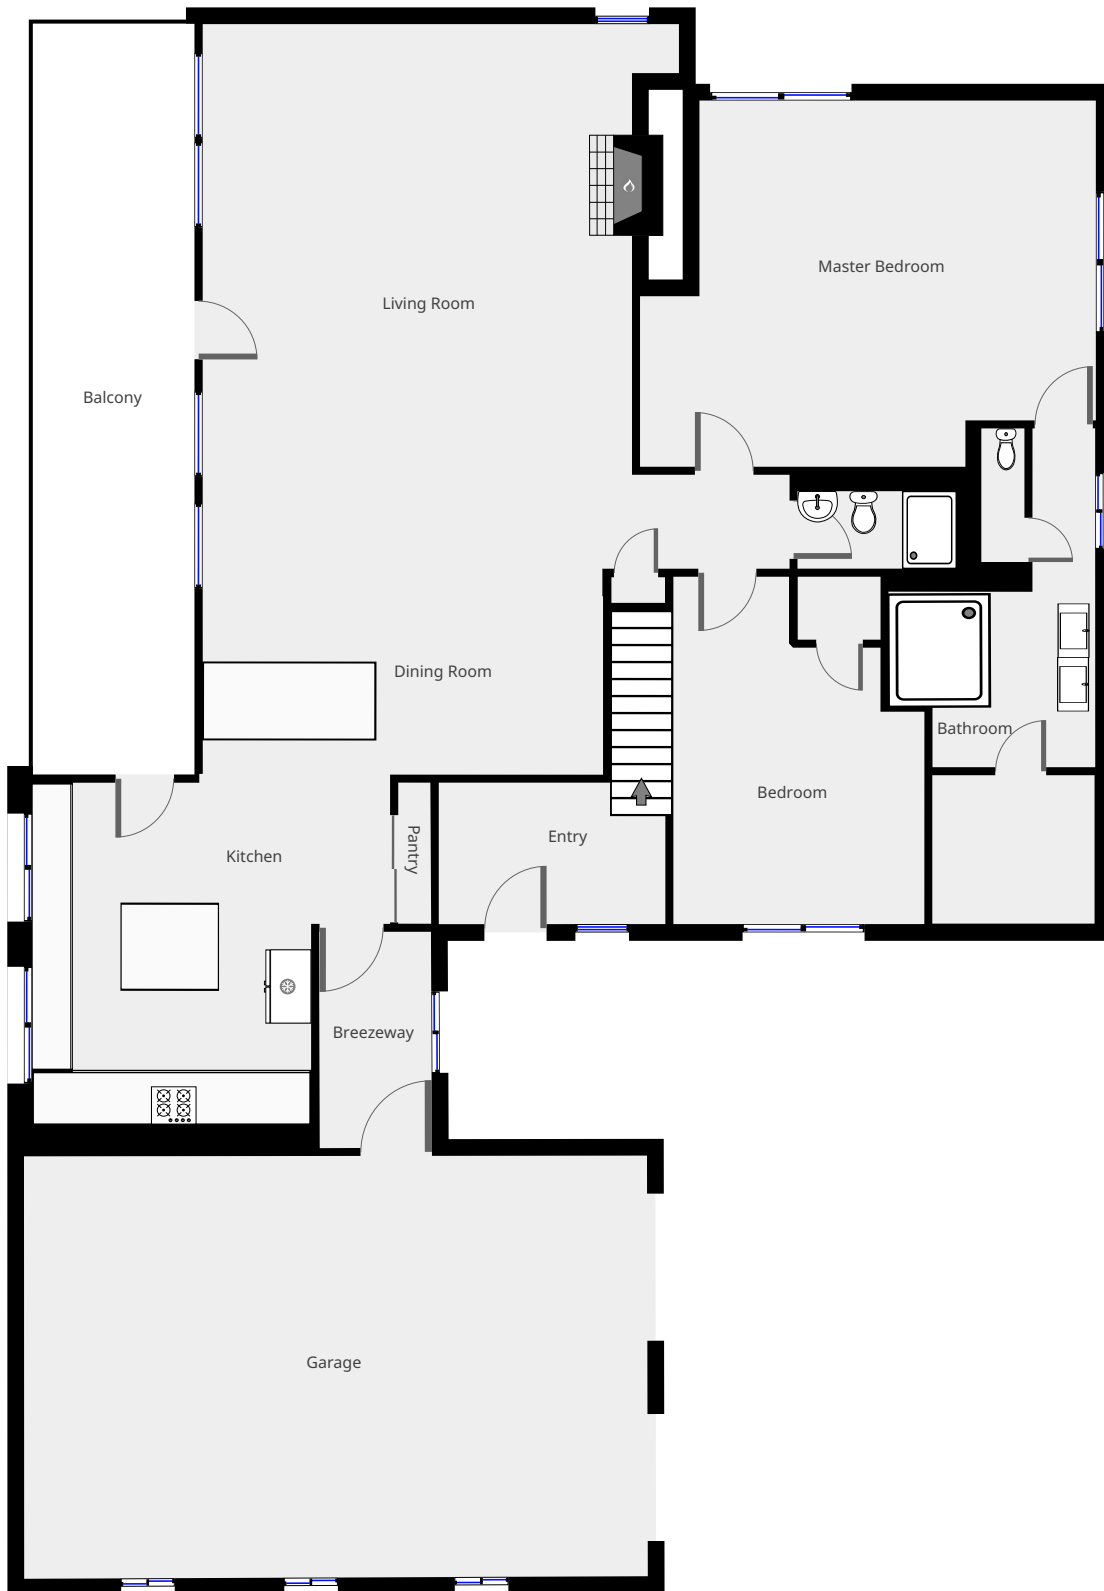 Master Bedroom
Living Room
Balcony
Dining Room
Bathroom
Bedroom
Entry
Pantry
Kitchen
Breezeway
Garage